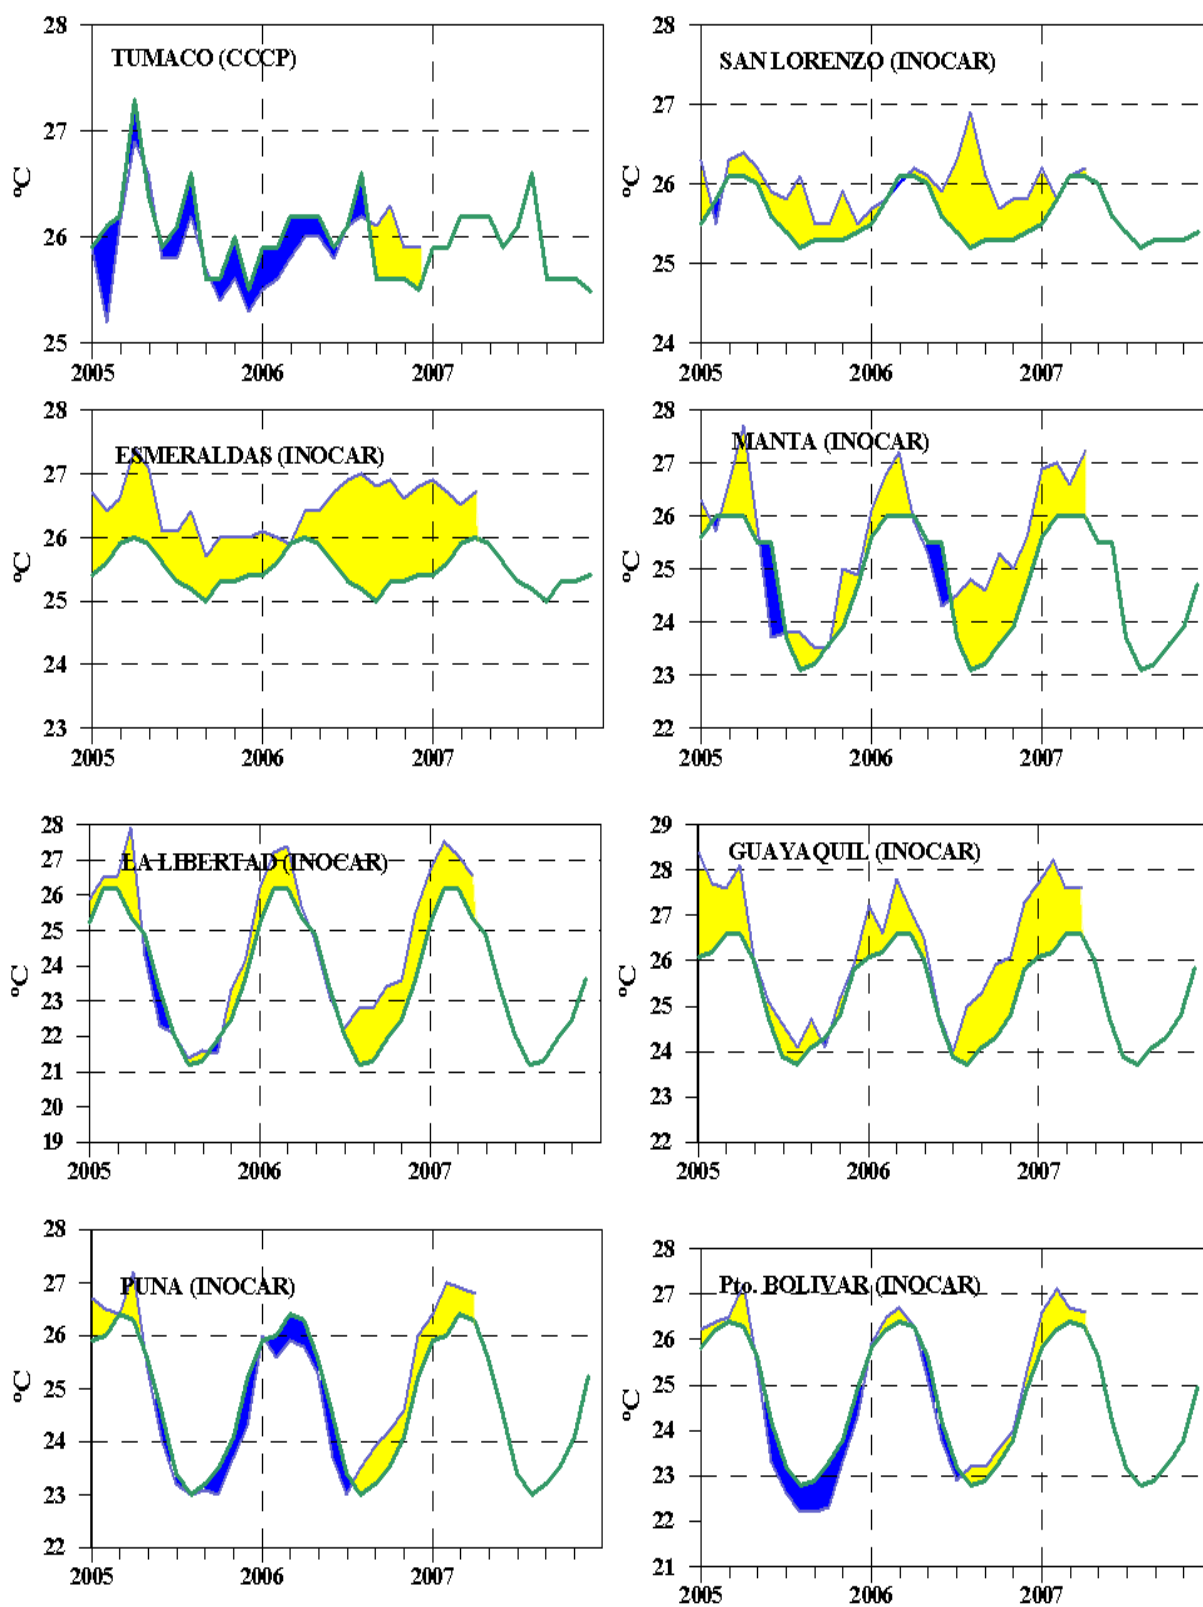 28
TUMACO (CCCP)
27
°C
26
25
2005 2006 2007
28
SAN LORENZO (INOCAR)
27
°C
26
25
24
2005 2006 2007
28
ESMERALDAS (INOCAR)
27
26
°C
25
24
23
2005 2006 2007
28
MANTA (INOCAR)
27
26
°C
25
24
23
22
2005 2006 2007
28
LA LIBERTAD (INOCAR)
27
26
25
24
°C
23
22
21
20
19
2005 2006 2007
29
GUAYAQUIL (INOCAR)
28
27
26
°C
25
24
23
22
2005 2006 2007
28
PUNA (INOCAR)
27
26
25
°C
24
23
22
2005 2006 2007
28
Pto. BOLIVAR (INOCAR)
27
26
25
°C
24
23
22
21
2005 2006 2007